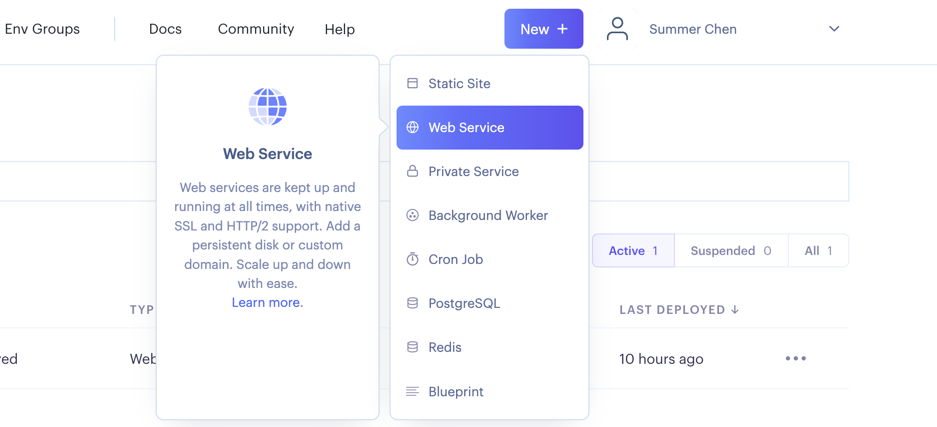 Env Groups
Docs
Community
Help
New +
Summer Chen
Web Service
Web services are kept up and
running at all times, with native
SSL and HTTP/2 support. Add a
persistent disk or custom
domain. Scale up and down
with ease.
Learn more.
Static Site
Web Service
Private Service
Background Worker
Cron Job
PostgreSQL
Redis
Blueprint
Active 1
Suspended 0
All 1
TYP
LAST DEPLOYED ↓
red
Web
10 hours ago